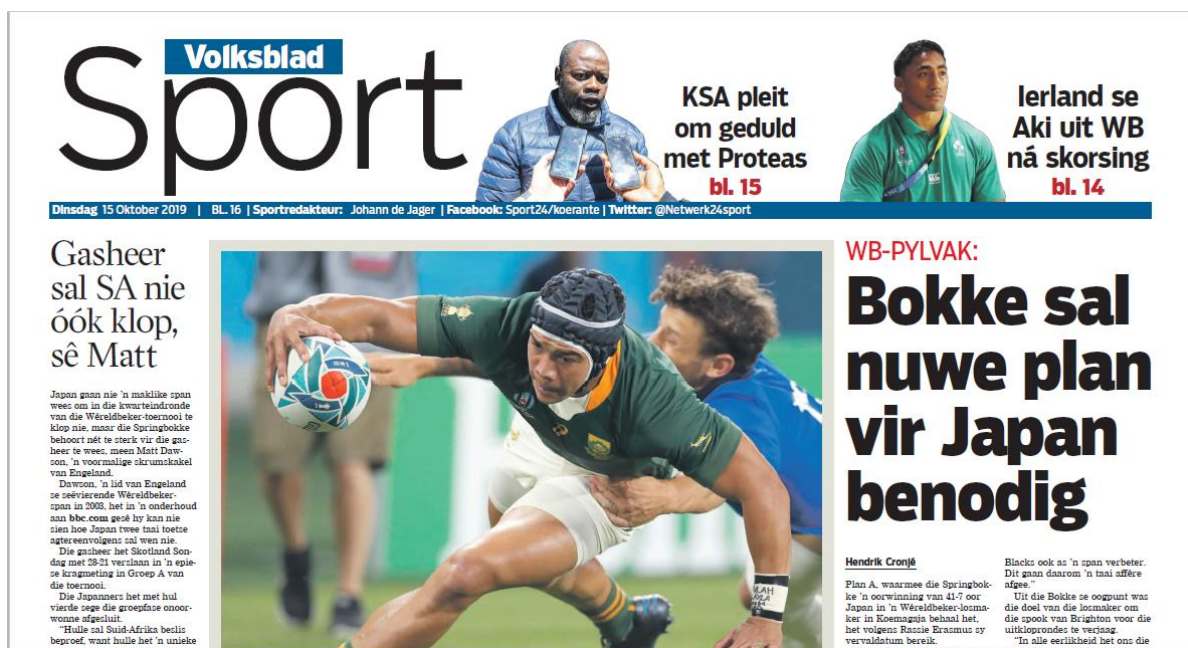 Volksblad
Sport
KSA pleit
om geduld
met Proteas
bl. 15
Ierland se
Aki uit WB
ná skorsing
bl. 14
Dinsdag 15 Oktober 2019 | BL. 16 | Sportredakteur: Johann de Jager | Facebook: Sport24/koerante | Twitter: @Netwerk24sport
Gasheer
sal SA nie
óók klop,
sê Matt
Japan gaan nie 'n maklike span
wees om in die kwarteindronde
van die Wêreldbeker-toernooi te
klop nie, maar die Springbokke
behoort nét te sterk vir die gas-
heer te wees, meen Matt Daw-
son, 'n voormalige skrumskakel
van Engeland.
Dawson, 'n lid van Engeland
se seëvierende Wêreldbeker-
span in 2003, het in 'n onderhoud
aan bbc.com gesê hy kan nie
sien hoe Japan twee taai toetse
agtereenvolgens sal wen nie.
Die gasheer het Skotland Son-
dag met 28-21 verslaan in 'n epie-
se kragmeting in Groep A van
die toernooi.
Die Japanners het met hul
vierde sege die groepfase onoor-
wonne afgesluit.
"Hulle sal Suid-Afrika beslis
beproef, want hulle het 'n unieke
WB-PYLVAK:
Bokke sal
nuwe plan
vir Japan
benodig
Hendrik Cronjé
Plan A, waarmee die Springbok-
ke 'n oorwinning van 41-7 oor
Japan in 'n Wêreldbeker-losma-
ker in Koemagaja behaal het,
het volgens Rassie Erasmus sy
vervaldatum bereik.
Blacks ook as 'n span verbeter.
Dit gaan daarom 'n taai affêre
afgee."
Uit die Bokke se oogpunt was
die doel van die losmaker om
die spook van Brighton voor die
uitkloprondes te verjaag.
"In alle eerlikheid het ons die